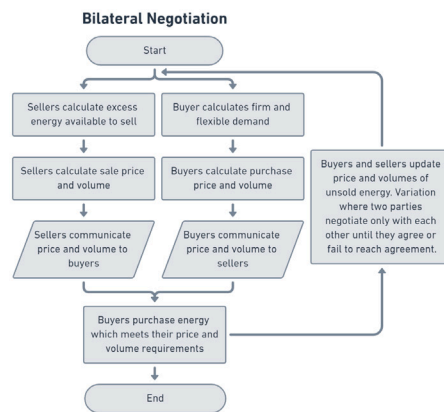 Bilateral Negotiation
Start
Sellers calculate excess
energy available to sell
Buyer calculates firm and
flexible demand
Sellers calculate sale price
and volume
Buyers calculate purchase
price and volume
Buyers and sellers update
price and volumes of
unsold energy. Variation
where two parties
negotiate only with each
other until they agree or
fail to reach agreement.
Sellers communicate
price and volume to
buyers
Buyers communicate
price and volume to
sellers
Buyers purchase energy
which meets their price and
volume requirements
End